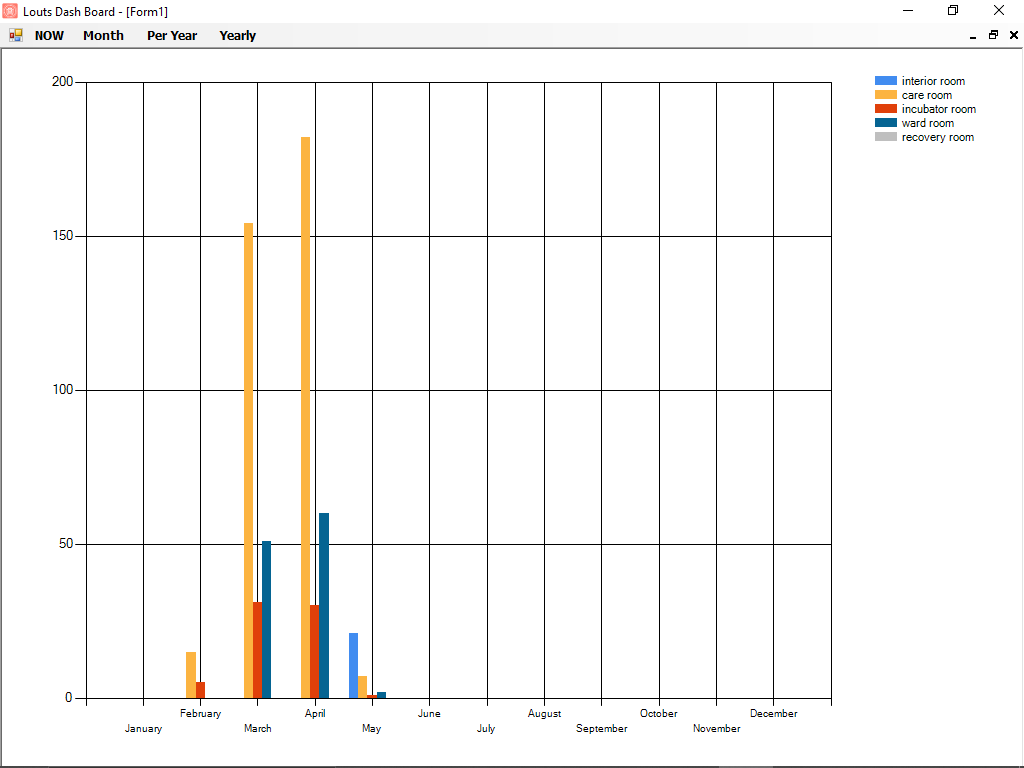 Louts Dash Board - [Form1]
NOW Month Per Year Yearly
200
150
100
50
0
January
February
March
April
May
June
July
August
September
October
November
December
interior room
care room
incubator room
ward room
recovery room